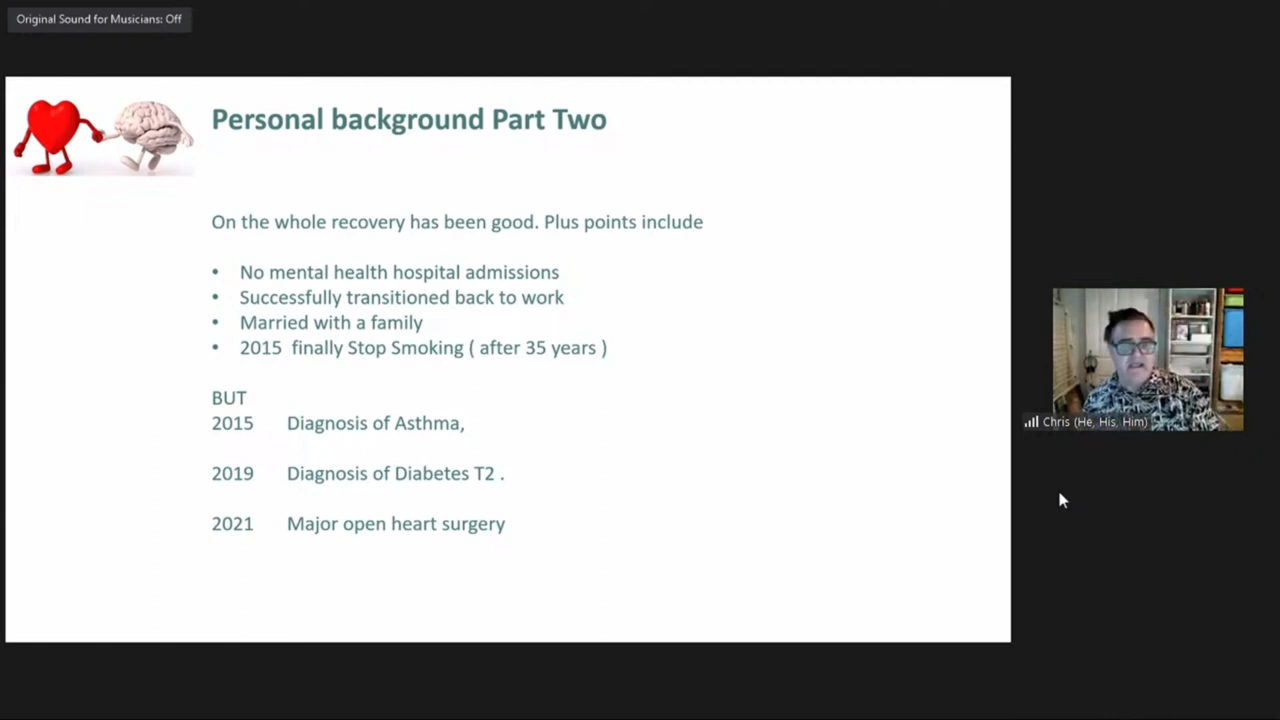 Original Sound for Musicians: Off
Personal background Part Two
On the whole recovery has been good. Plus points include
• No mental health hospital admissions
• Successfully transitioned back to work
• Married with a family
• 2015  finally Stop Smoking ( after 35 years )
BUT
2015 Diagnosis of Asthma,
2019 Diagnosis of Diabetes T2 .
2021 Major open heart surgery
Chris (He, His, Him)